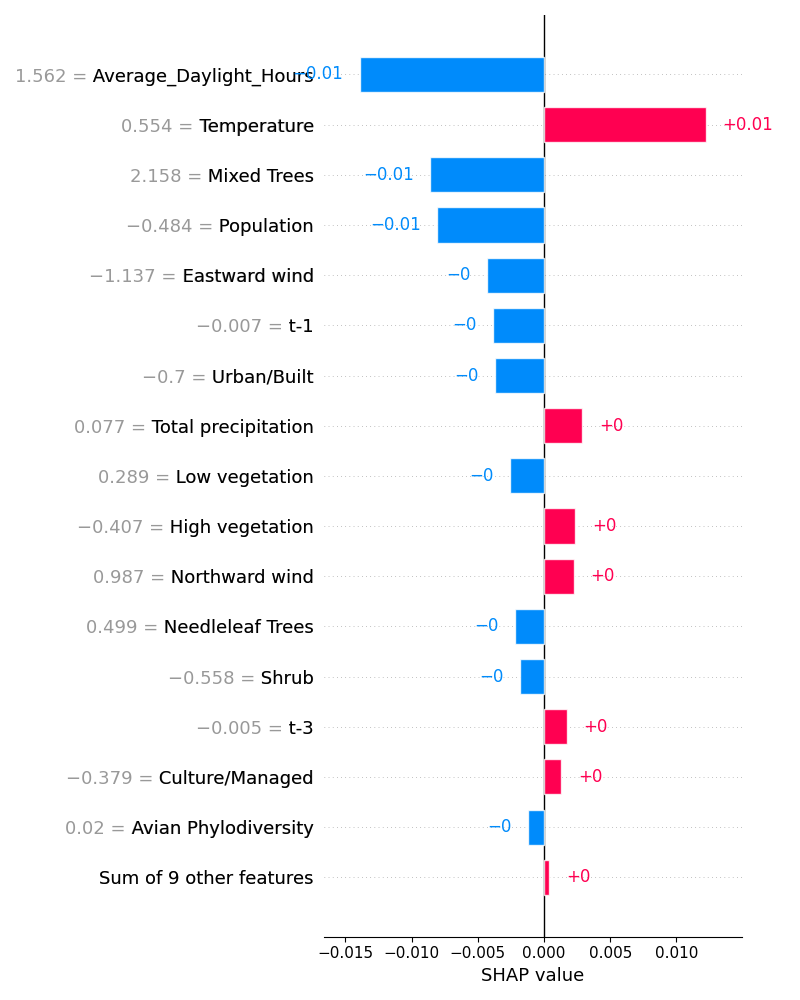 1.562 = Average_Daylight_Hours −0.01
0.554 = Temperature +0.01
2.158 = Mixed Trees −0.01
−0.484 = Population −0.01
−1.137 = Eastward wind −0
−0.007 = t-1 −0
−0.7 = Urban/Built −0
0.077 = Total precipitation +0
0.289 = Low vegetation −0
−0.407 = High vegetation +0
0.987 = Northward wind +0
0.499 = Needleleaf Trees −0
−0.558 = Shrub −0
−0.005 = t-3 +0
−0.379 = Culture/Managed +0
0.02 = Avian Phylodiversity −0
Sum of 9 other features +0
−0.015 −0.010 −0.005 0.000 0.005 0.010
SHAP value